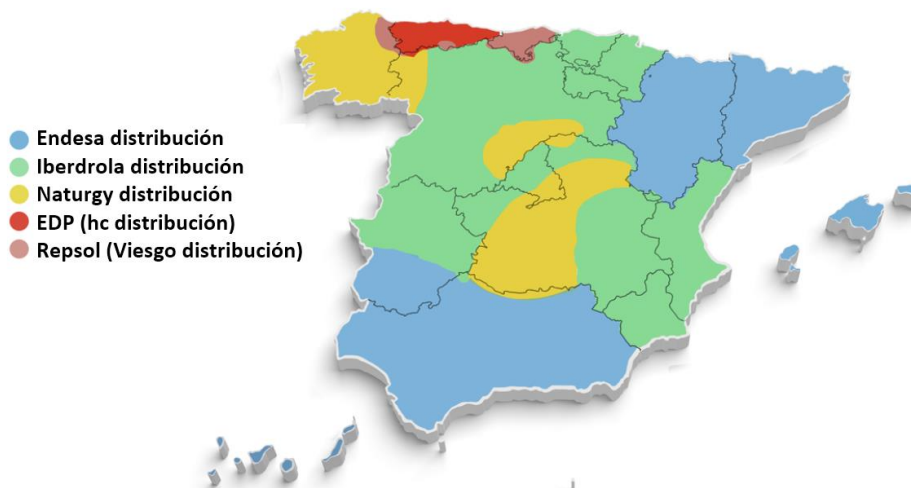 Endesa distribución
Iberdrola distribución
Naturgy distribución
EDP (hc distribución)
Repsol (Viesgo distribución)